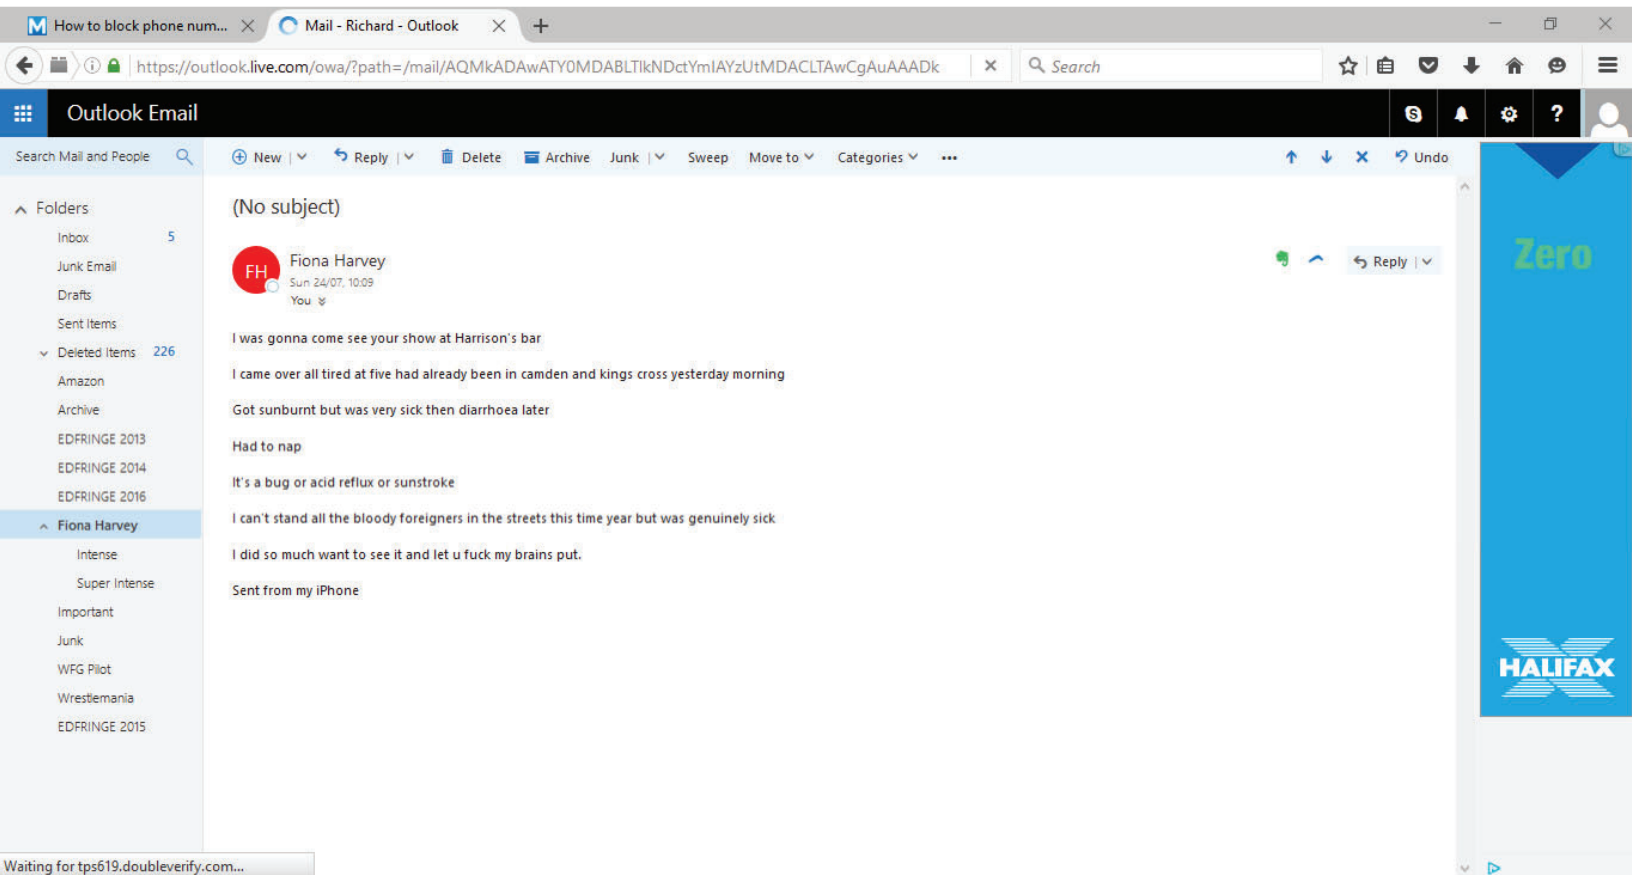 How to block phone num...
Mail - Richard - Outlook
https://outlook.live.com/owa/?path=/mail/AQMkADAwATY0MDABLTlkNDctYmIAYzUtMDACLTAwCgAuAAADk
Search
Outlook Email
Search Mail and People
New
Reply
Delete
Archive
Junk
Sweep
Move to
Categories
Undo
Folders
Inbox 5
Junk Email
Drafts
Sent Items
Deleted Items 226
Amazon
Archive
EDFRINGE 2013
EDFRINGE 2014
EDFRINGE 2016
Fiona Harvey
Intense
Super Intense
Important
Junk
WFG Pilot
Wrestlemania
EDFRINGE 2015
(No subject)
FH
Fiona Harvey
Sun 24/07, 10:09
You
Reply
I was gonna come see your show at Harrison's bar
I came over all tired at five had already been in camden and kings cross yesterday morning
Got sunburnt but was very sick then diarrhoea later
Had to nap
It's a bug or acid reflux or sunstroke
I can't stand all the bloody foreigners in the streets this time year but was genuinely sick
I did so much want to see it and let u fuck my brains put.
Sent from my iPhone
Zero
HALIFAX
Waiting for tps619.doubleverify.com...